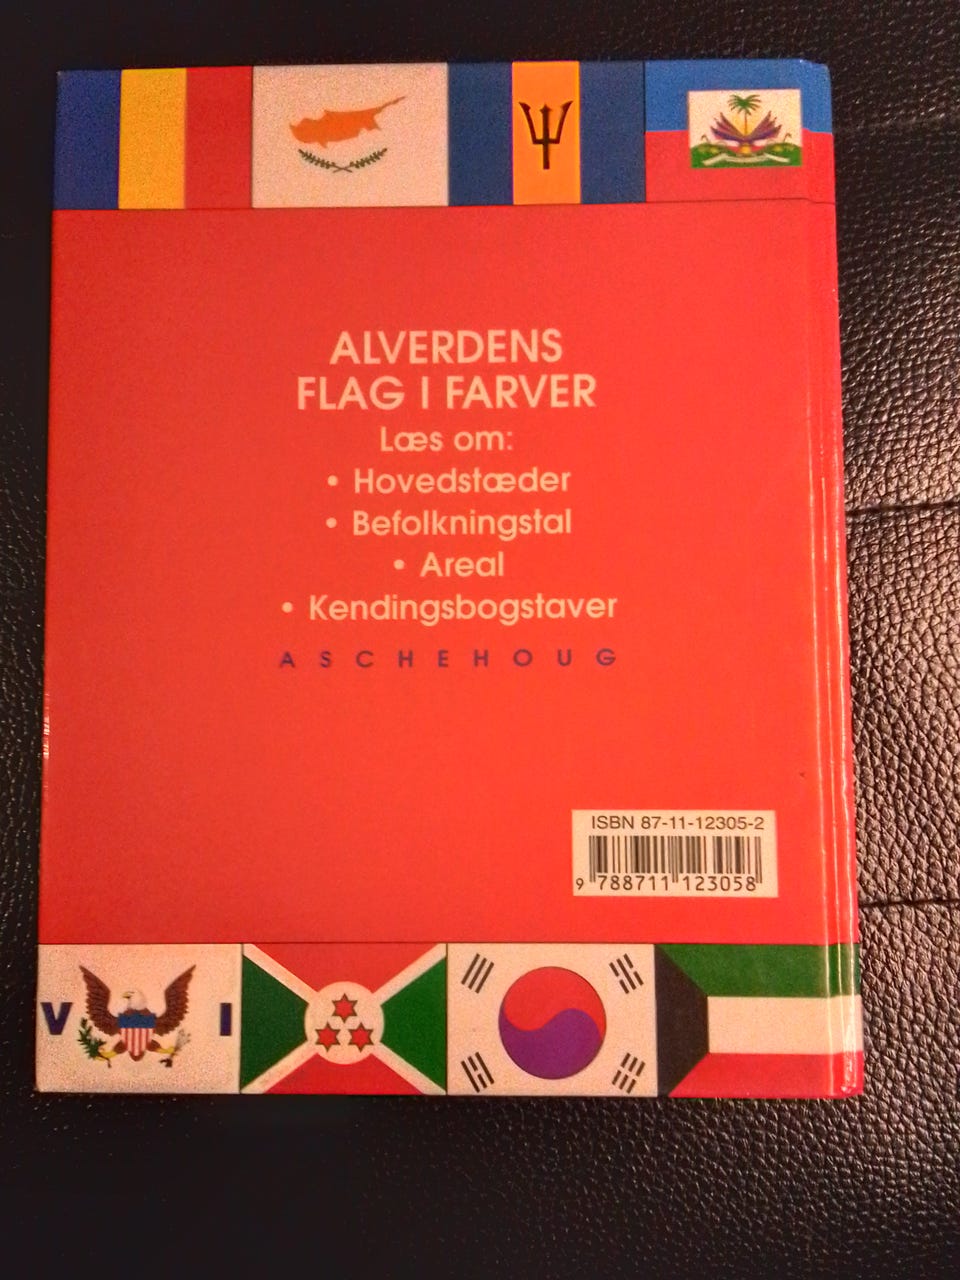 ALVERDENS
FLAG I FARVER
Læs om:
• Hovedstæder
• Befolkningstal
• Areal
• Kendingsbogstaver
ASCHEHOUG
ISBN 87-11-12305-2
9 788711 123058
V I